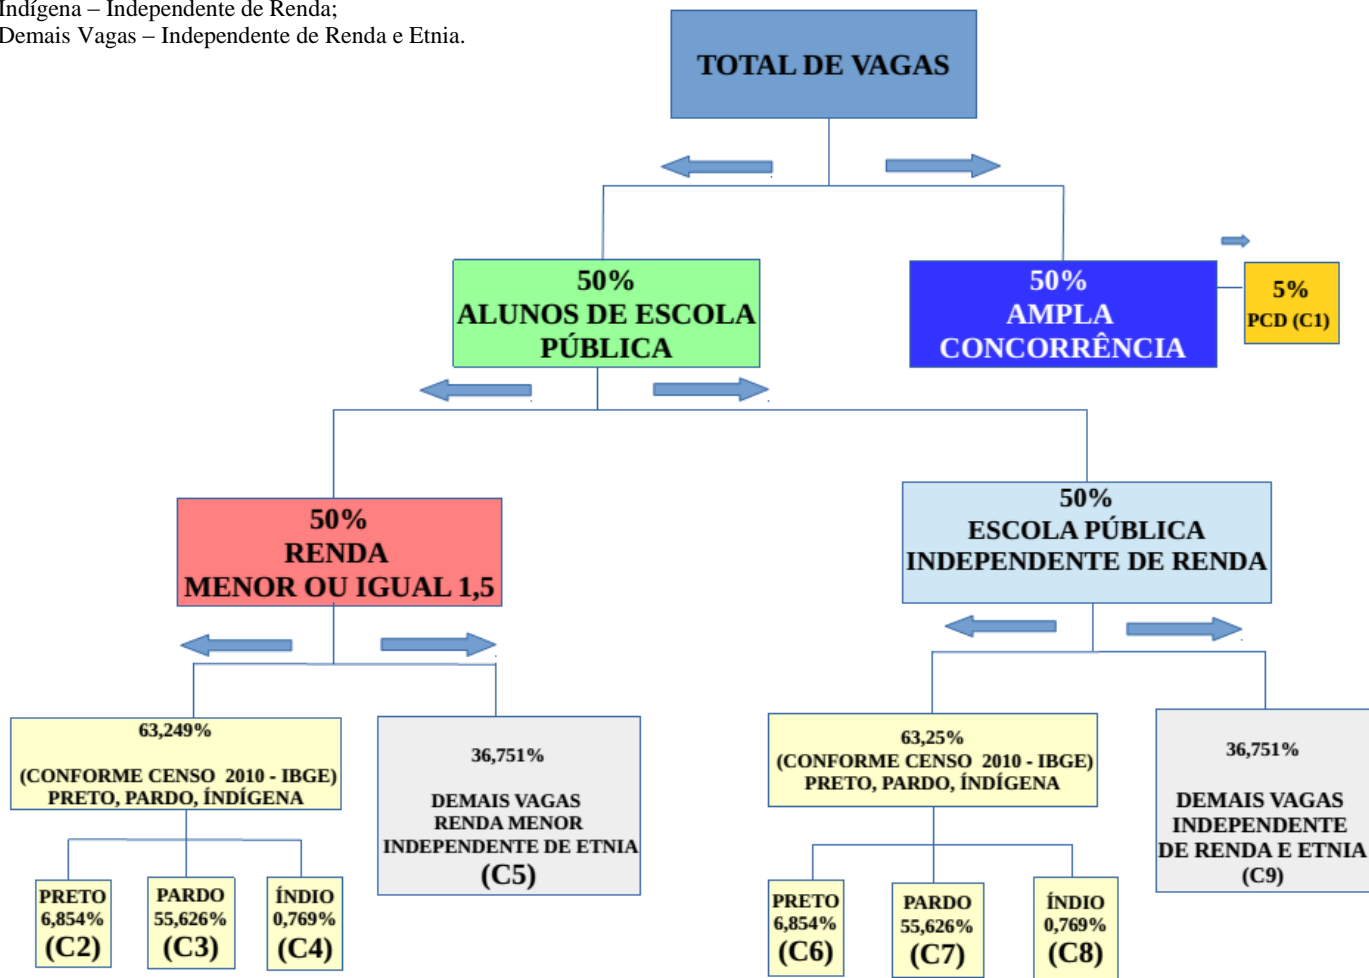 Indígena – Independente de Renda;
Demais Vagas – Independente de Renda e Etnia.
TOTAL DE VAGAS
50%
ALUNOS DE ESCOLA
PÚBLICA
50%
AMPLA
CONCORRÊNCIA
5%
PCD (C1)
50%
RENDA
MENOR OU IGUAL 1,5
50%
ESCOLA PÚBLICA
INDEPENDENTE DE RENDA
63,249%
(CONFORME CENSO 2010 - IBGE)
PRETO, PARDO, ÍNDÍGENA
36,751%
DEMAIS VAGAS
RENDA MENOR
INDEPENDENTE DE ETNIA
(C5)
63,25%
(CONFORME CENSO 2010 - IBGE)
PRETO, PARDO, ÍNDÍGENA
36,751%
DEMAIS VAGAS
INDEPENDENTE
DE RENDA E ETNIA
(C9)
PRETO
6,854%
(C2)
PARDO
55,626%
(C3)
ÍNDIO
0,769%
(C4)
PRETO
6,854%
(C6)
PARDO
55,626%
(C7)
ÍNDIO
0,769%
(C8)